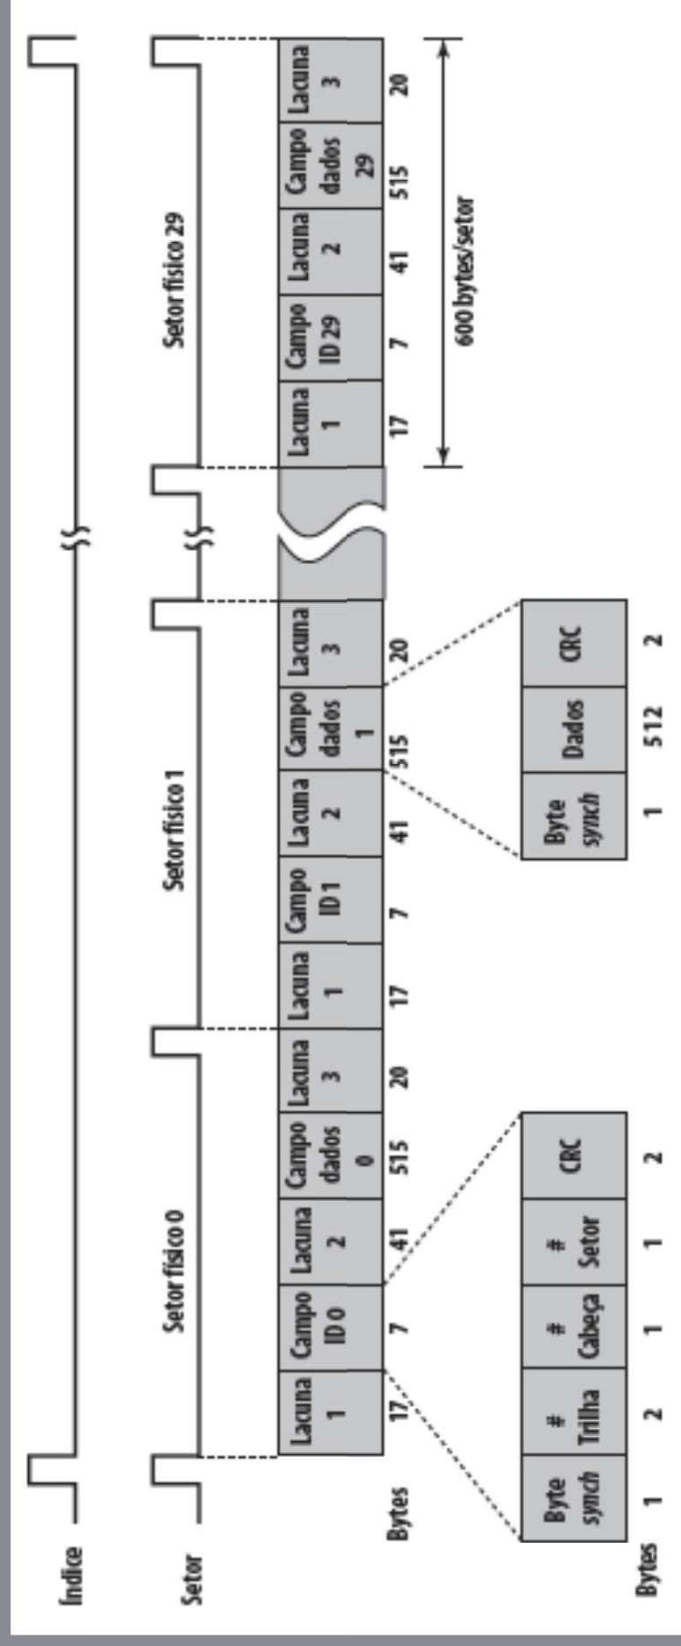 Índice
Setor
Setor físico 0
Setor físico 1
Setor físico 29
Lacuna 1
Campo ID 0
Lacuna 2
Campo dados 0
Lacuna 3
Lacuna 1
Campo ID 1
Lacuna 2
Campo dados 1
Lacuna 3
Lacuna 1
Campo ID 29
Lacuna 2
Campo dados 29
Lacuna 3
Bytes 17 7 41 515 20 17 7 41 515 20 17 7 41 515 20
600 bytes/setor
Byte synch
# Trilha
# Cabeça
# Setor
CRC
Bytes 1 2 1 1 2
Byte synch
Dados
CRC
1 512 2